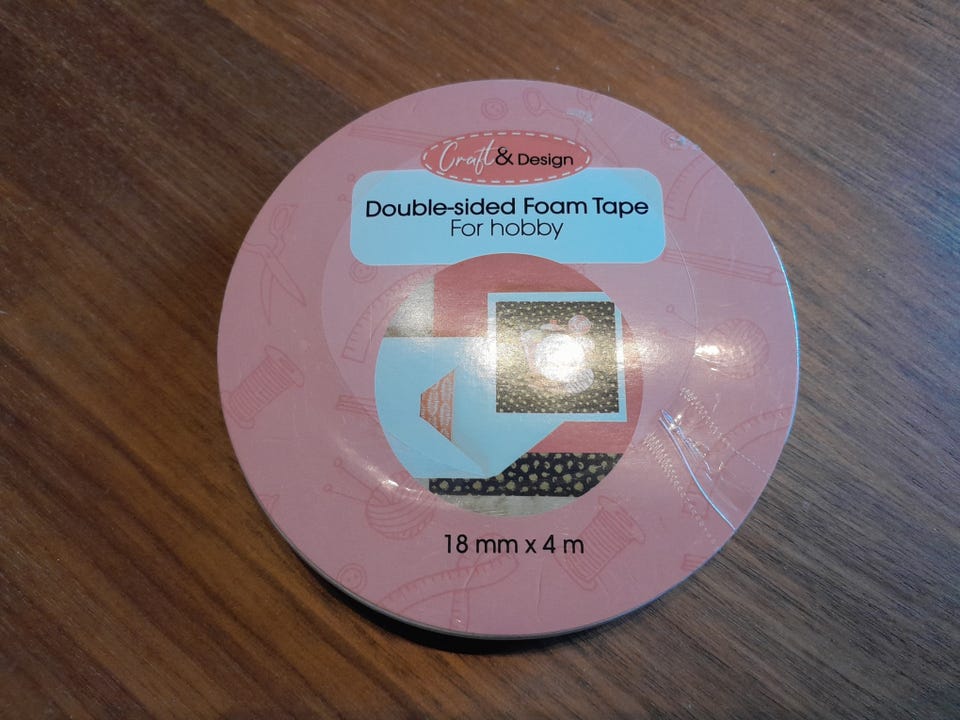 Craft & Design
Double-sided Foam Tape
For hobby
18 mm x 4 m